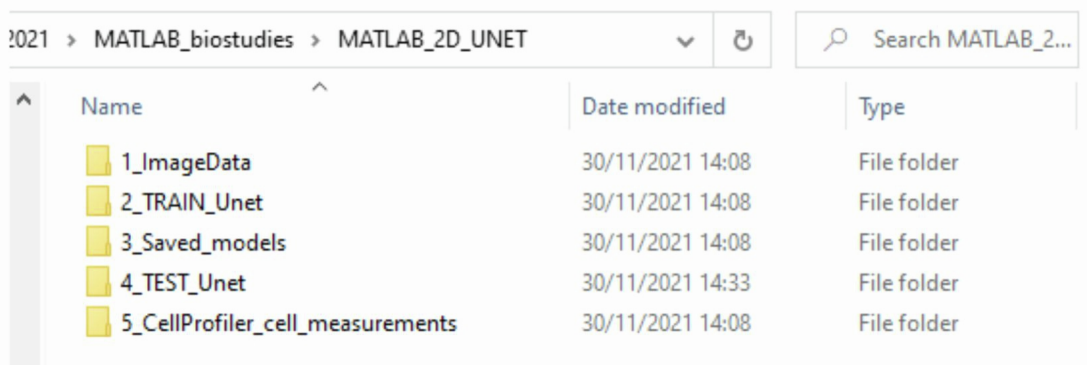 2021 > MATLAB_biostudies > MATLAB_2D_UNET Search MATLAB_2...
Name Date modified Type
1_ImageData 30/11/2021 14:08 File folder
2_TRAIN_Unet 30/11/2021 14:08 File folder
3_Saved_models 30/11/2021 14:08 File folder
4_TEST_Unet 30/11/2021 14:33 File folder
5_CellProfiler_cell_measurements 30/11/2021 14:08 File folder